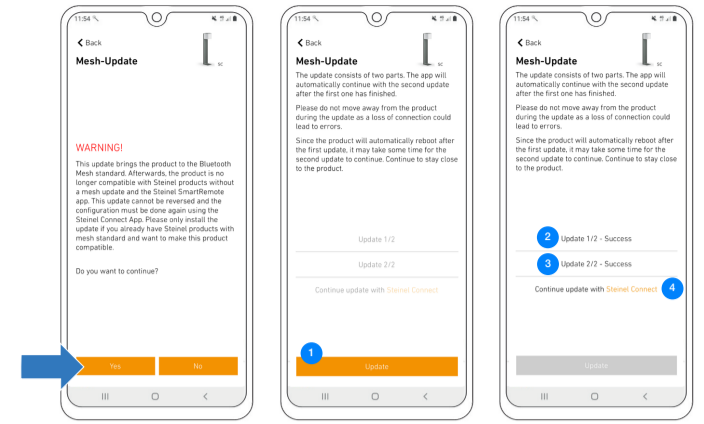 11:54
Back
Mesh-Update
SC
WARNING!
This update brings the product to the Bluetooth
Mesh standard. Afterwards, the product is no
longer compatible with Steinel products without
a mesh update and the Steinel SmartRemote
app. This update cannot be reversed and the
configuration must be done again using the
Steinel Connect App. Please only install the
update if you already have Steinel products with
mesh standard and want to make this product
compatible.
Do you want to continue?
Yes
No
11:54
Back
Mesh-Update
SC
The update consists of two parts. The app will
automatically continue with the second update
after the first one has finished.
Please do not move away from the product
during the update as a loss of connection could
lead to errors.
Since the product will automatically reboot after
the first update, it may take some time for the
second update to continue. Continue to stay close
to the product.
Update 1/2
Update 2/2
Continue update with Steinel Connect
1
Update
11:54
Back
Mesh-Update
SC
The update consists of two parts. The app will
automatically continue with the second update
after the first one has finished.
Please do not move away from the product
during the update as a loss of connection could
lead to errors.
Since the product will automatically reboot after
the first update, it may take some time for the
second update to continue. Continue to stay close
to the product.
2 Update 1/2 - Success
3 Update 2/2 - Success
Continue update with Steinel Connect 4
Update